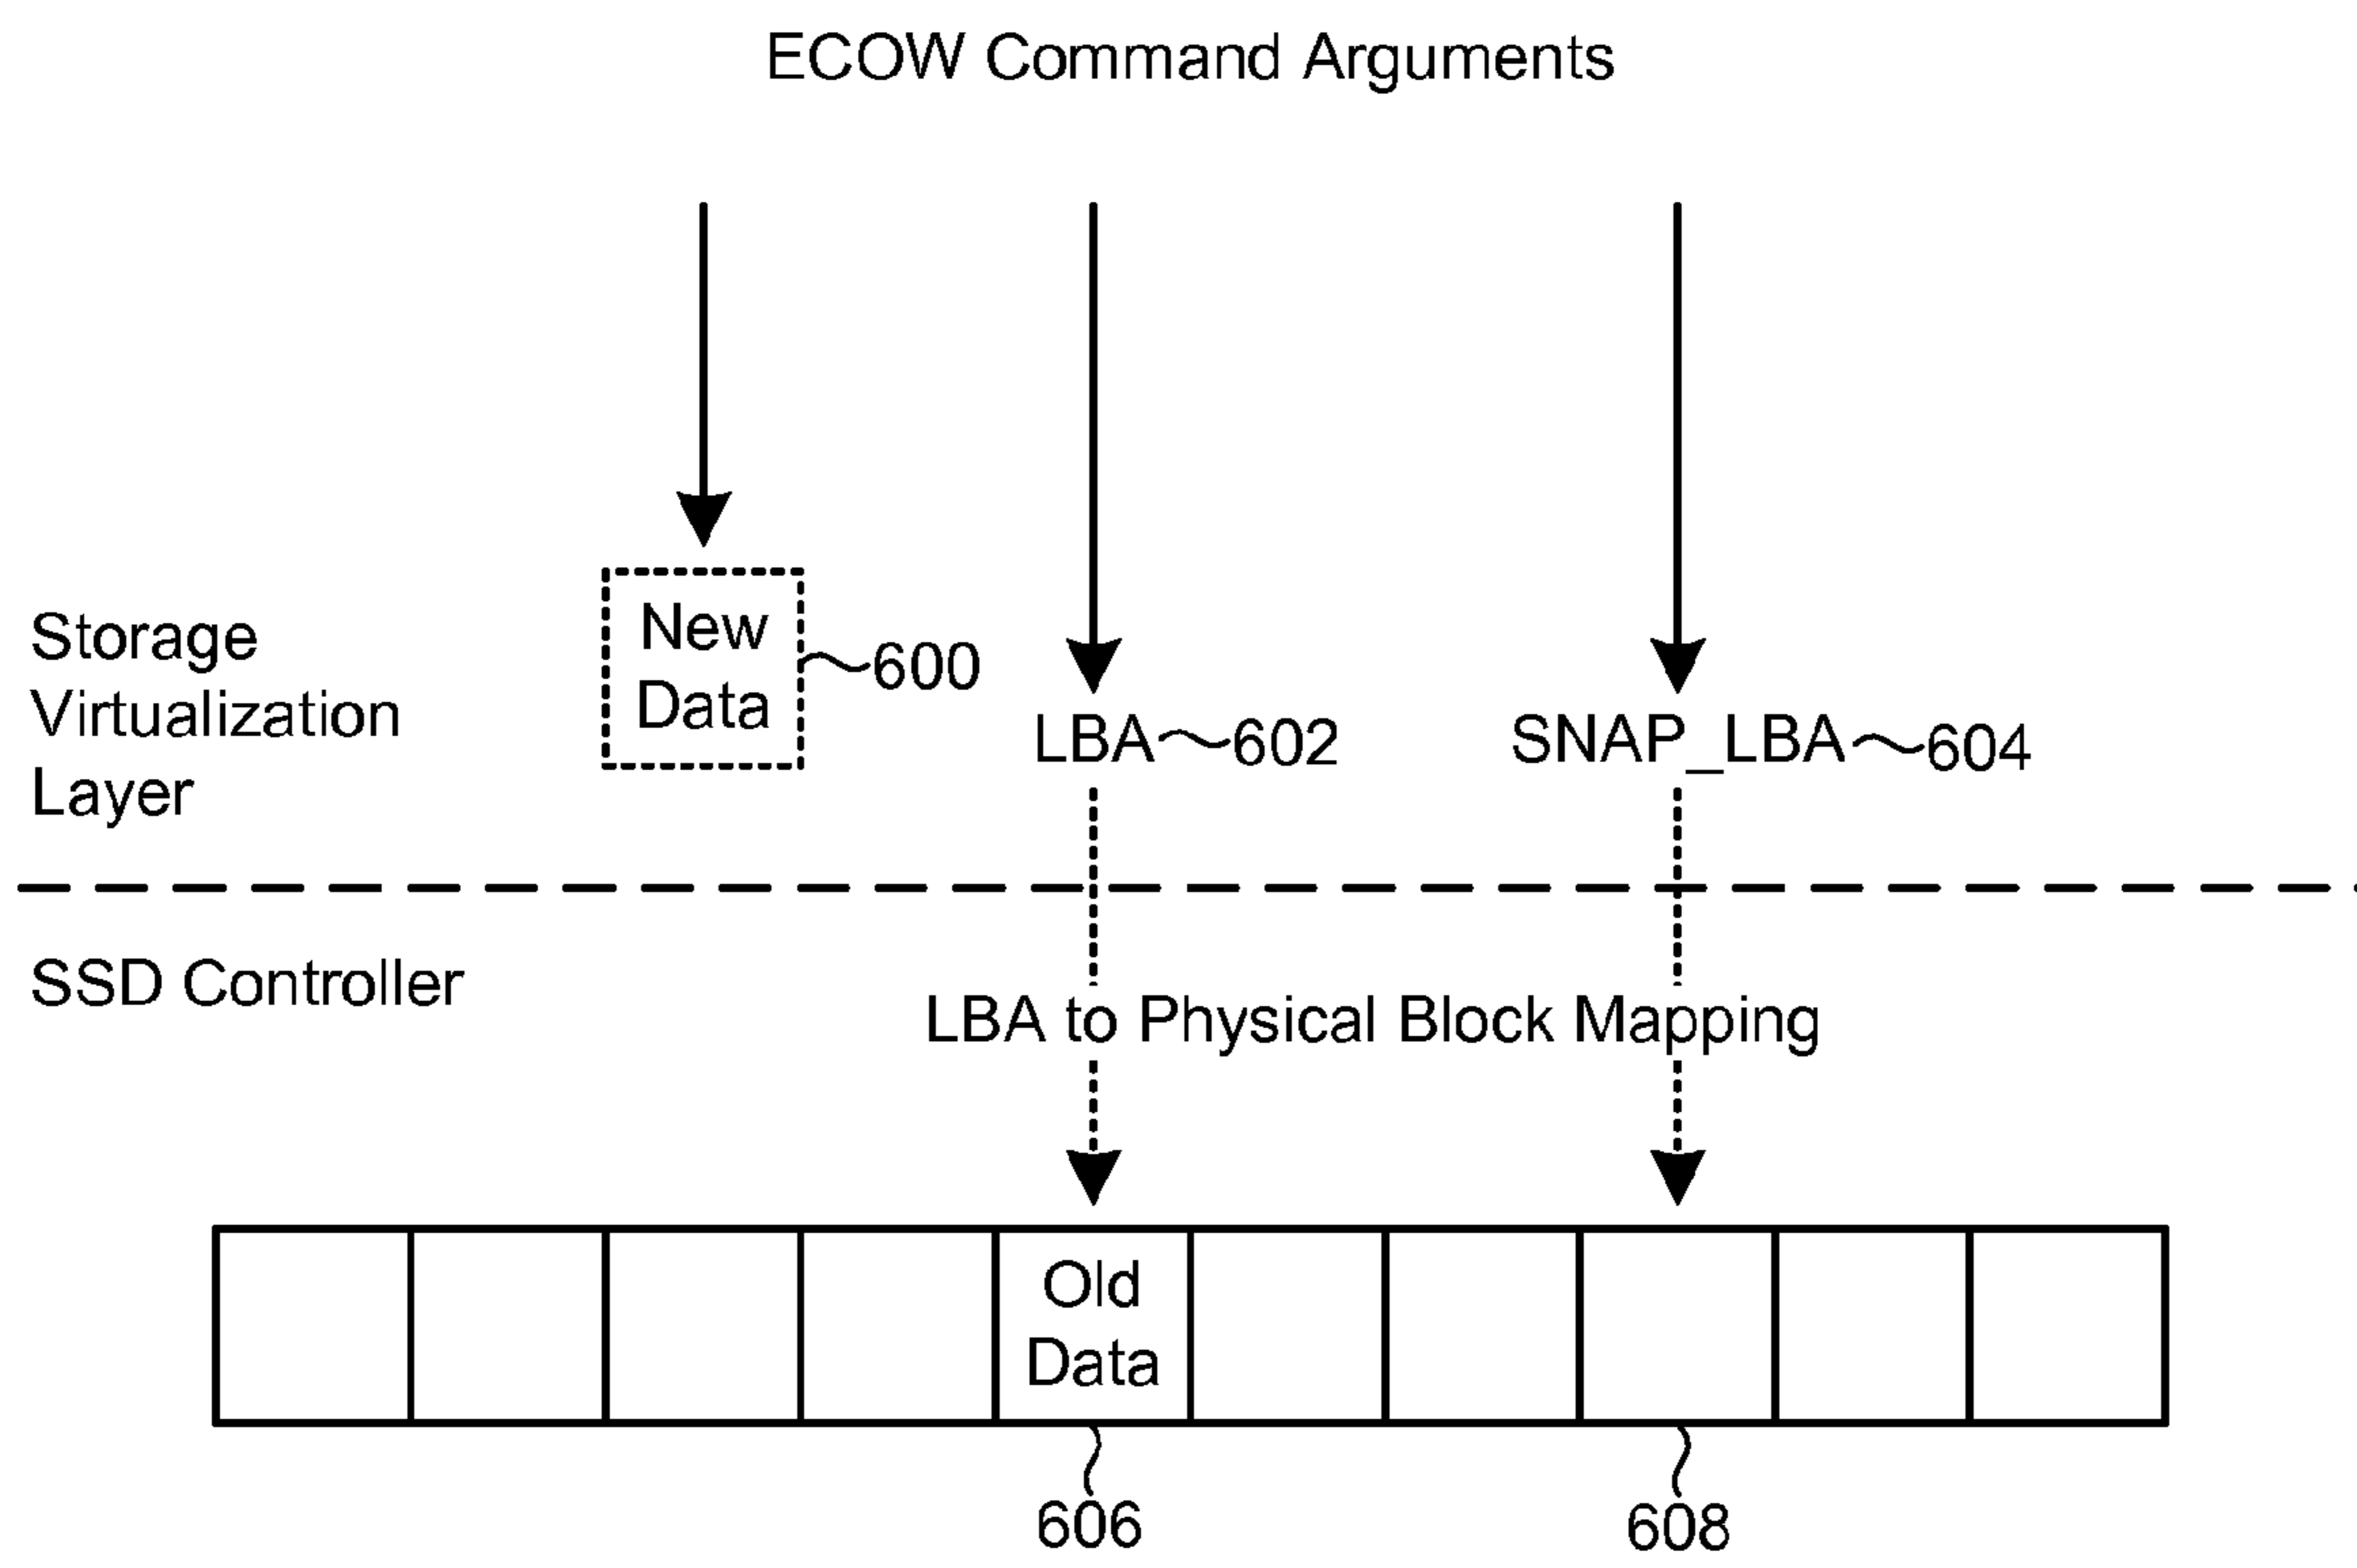 ECOW Command Arguments
New
Data
600
Storage
Virtualization
Layer
LBA
602
SNAP_LBA
604
SSD Controller
LBA to Physical Block Mapping
Old
Data
606
608